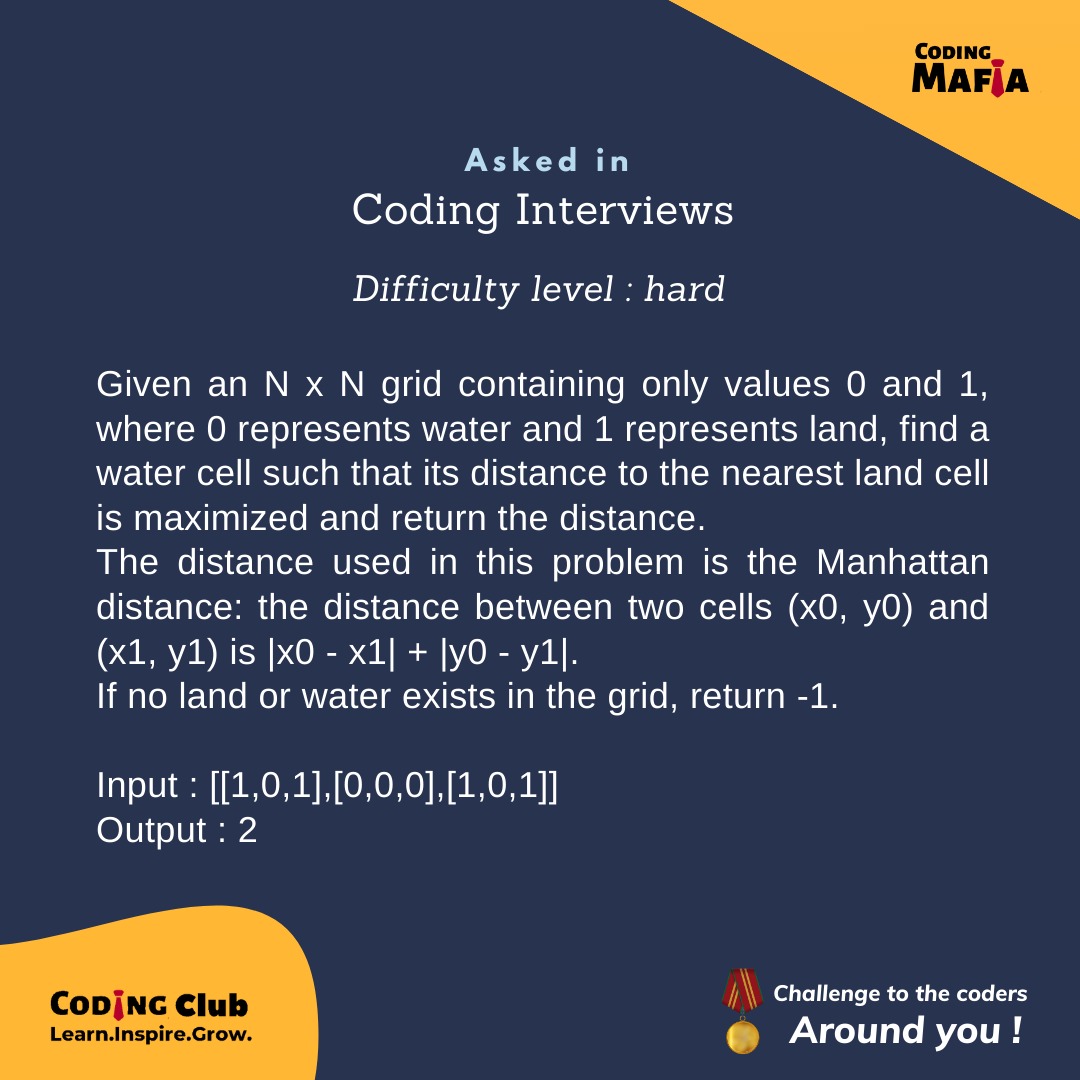 CODING
MAFIA
Asked in
Coding Interviews
Difficulty level : hard
Given an N x N grid containing only values 0 and 1,
where 0 represents water and 1 represents land, find a
water cell such that its distance to the nearest land cell
is maximized and return the distance.
The distance used in this problem is the Manhattan
distance: the distance between two cells (x0, y0) and
(x1, y1) is |x0 - x1| + |y0 - y1|.
If no land or water exists in the grid, return -1.
Input : [[1,0,1],[0,0,0],[1,0,1]]
Output : 2
CODING Club
Learn.Inspire.Grow.
Challenge to the coders
Around you !